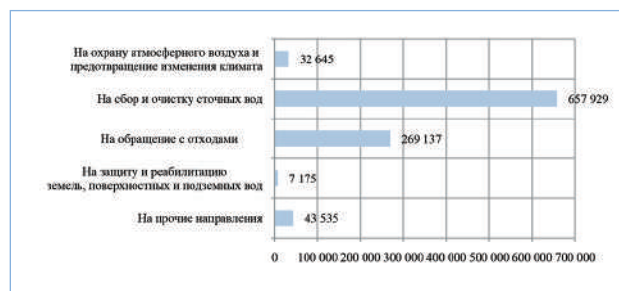 На охрану атмосферного воздуха и
предотвращение изменения климата
32 645
На сбор и очистку сточных вод
657 929
На обращение с отходами
269 137
На защиту и реабилитацию
земель, поверхностных и подземных вод
7 175
На прочие направления
43 535
0 100 000 200 000 300 000 400 000 500 000 600 000 700 000